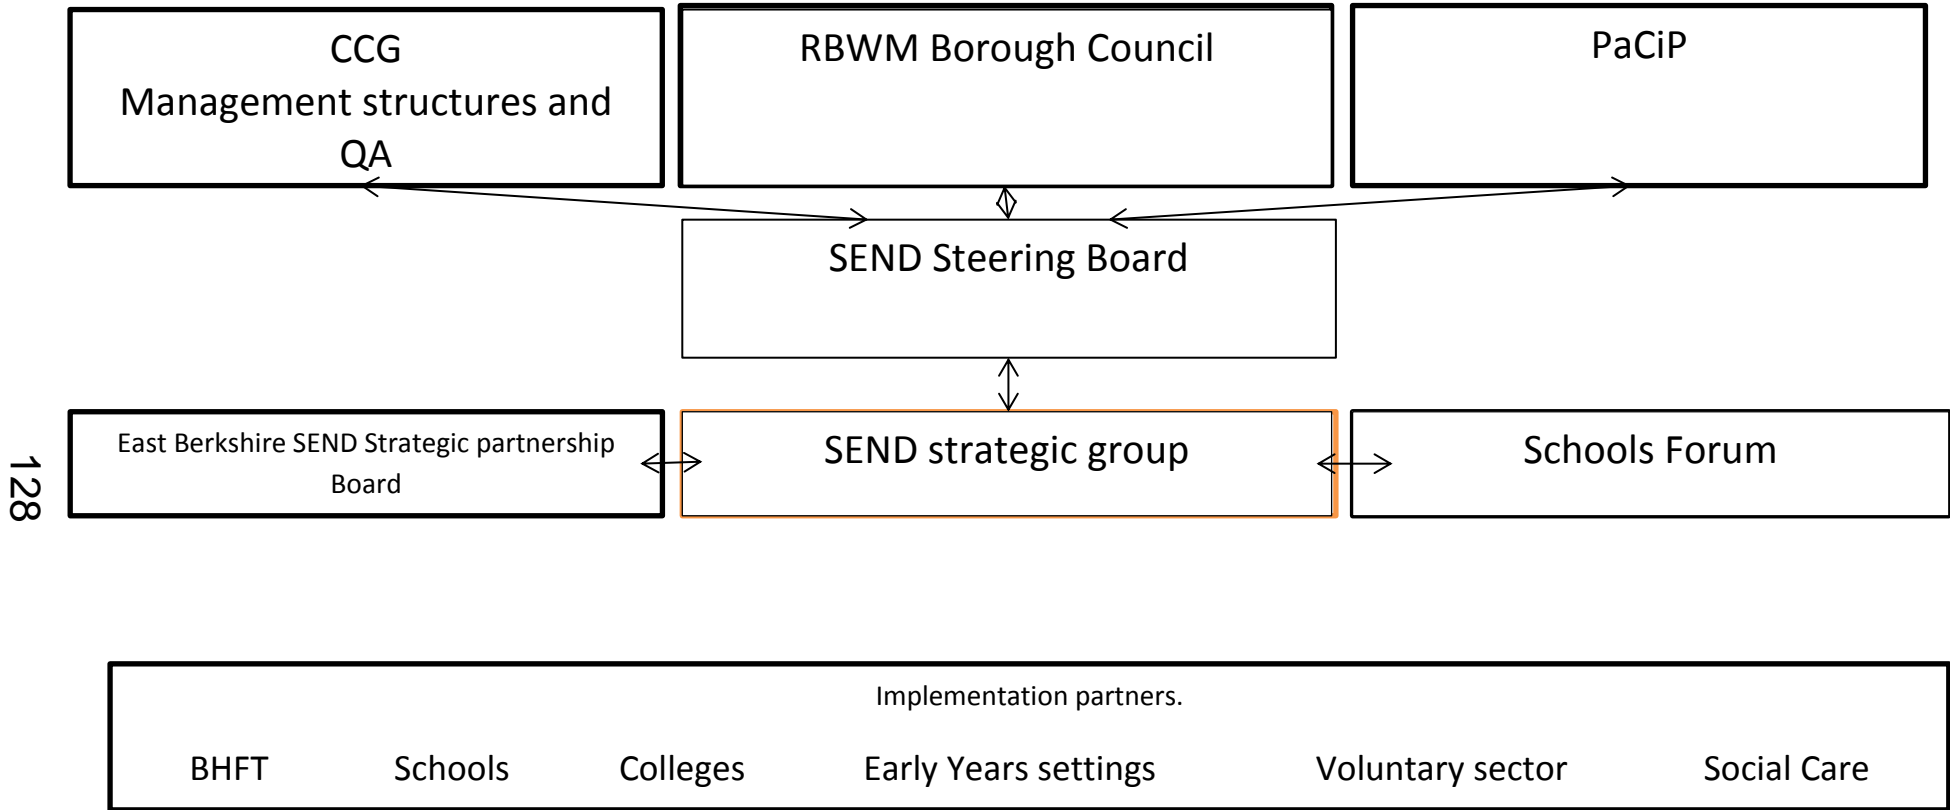 CCG
Management structures and
QA
RBWM Borough Council
PaCiP
SEND Steering Board
East Berkshire SEND Strategic partnership
Board
SEND strategic group
Schools Forum
128
Implementation partners.
BHFT Schools Colleges Early Years settings Voluntary sector Social Care